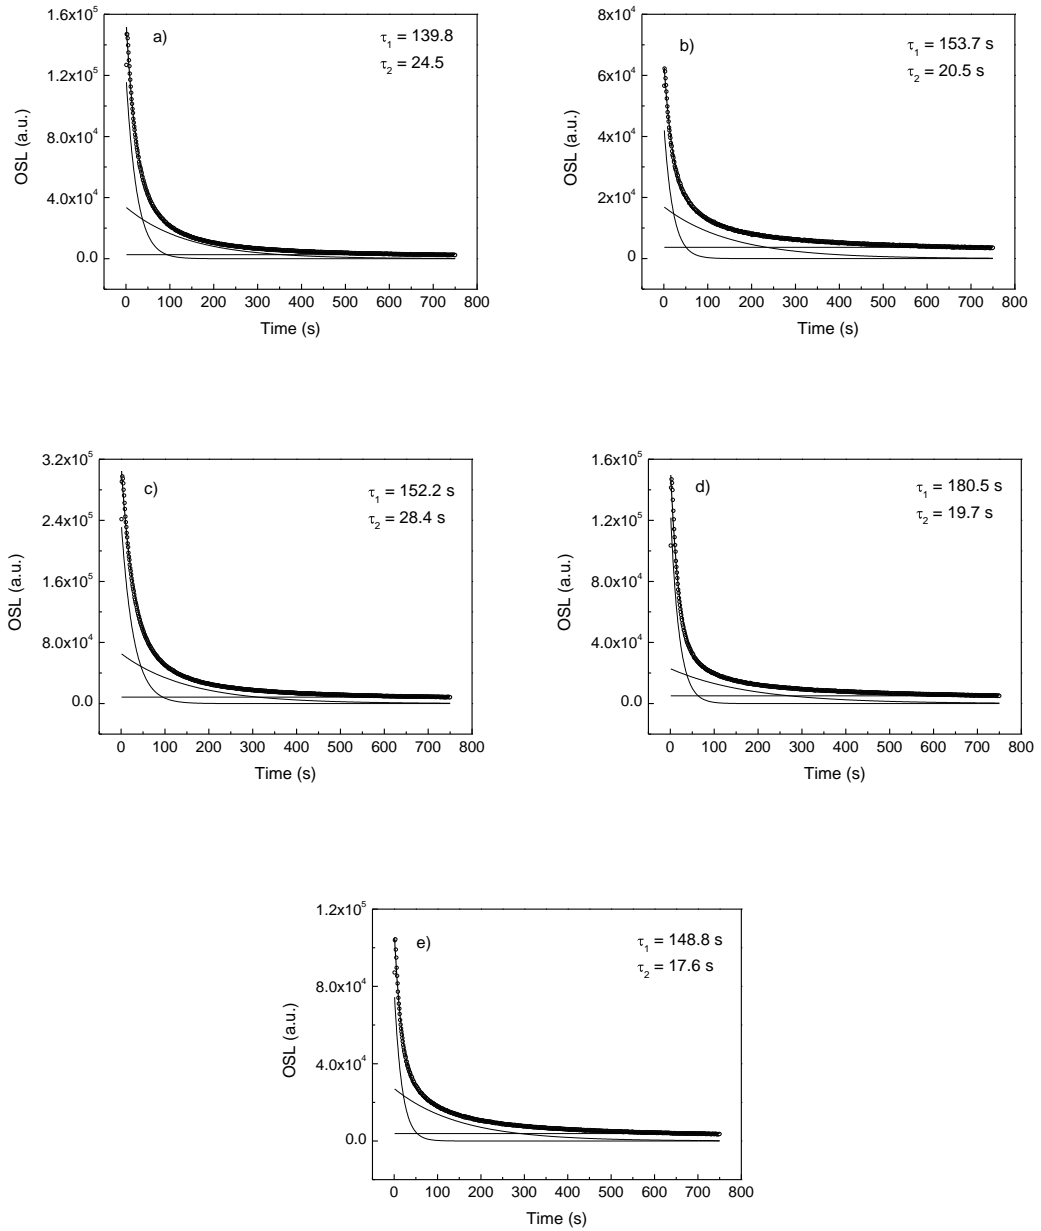 a)
τ1 = 139.8
τ2 = 24.5
1.6x10^5
1.2x10^5
8.0x10^4
4.0x10^4
0.0
OSL (a.u.)
0 100 200 300 400 500 600 700 800
Time (s)
b)
τ1 = 153.7 s
τ2 = 20.5 s
8x10^4
6x10^4
4x10^4
2x10^4
0
OSL (a.u.)
0 100 200 300 400 500 600 700 800
Time (s)
c)
τ1 = 152.2 s
τ2 = 28.4 s
3.2x10^5
2.4x10^5
1.6x10^5
8.0x10^4
0.0
OSL (a.u.)
0 100 200 300 400 500 600 700 800
Time (s)
d)
τ1 = 180.5 s
τ2 = 19.7 s
1.6x10^5
1.2x10^5
8.0x10^4
4.0x10^4
0.0
OSL (a.u.)
0 100 200 300 400 500 600 700 800
Time (s)
e)
τ1 = 148.8 s
τ2 = 17.6 s
1.2x10^5
8.0x10^4
4.0x10^4
0.0
OSL (a.u.)
0 100 200 300 400 500 600 700 800
Time (s)